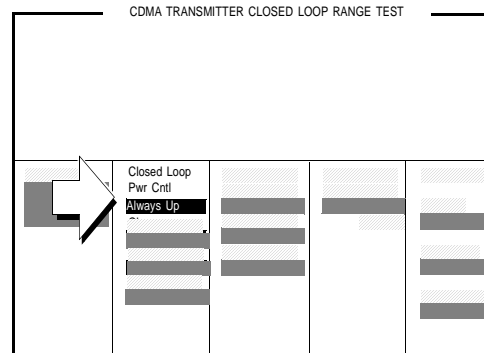 CDMA TRANSMITTER CLOSED LOOP RANGE TEST
Closed Loop
Pwr Cntl
Always Up